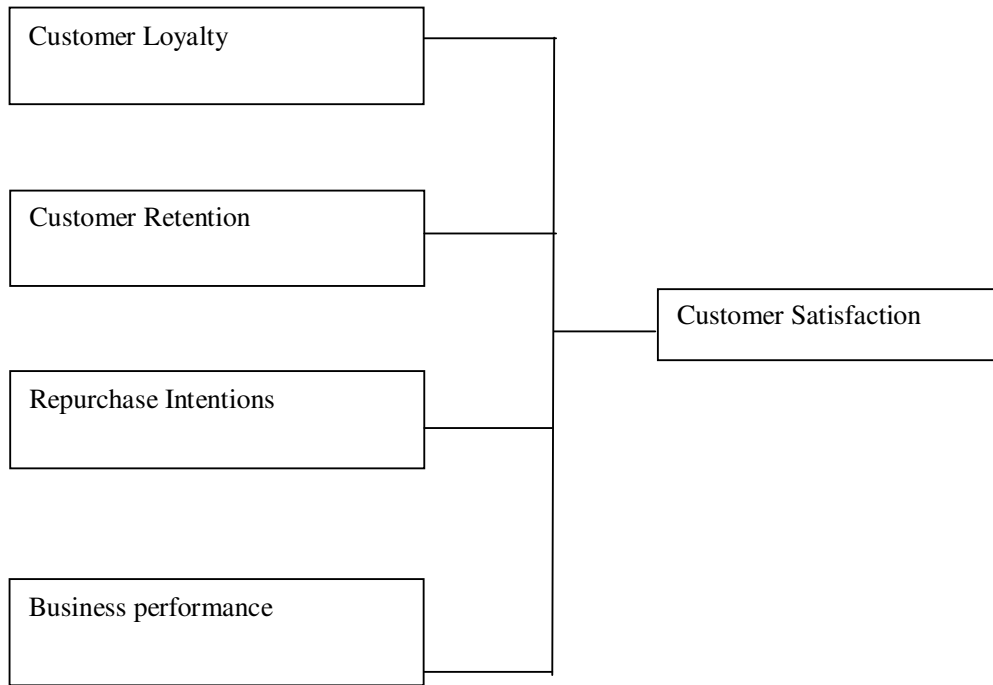 Customer Loyalty
Customer Retention
Customer Satisfaction
Repurchase Intentions
Business performance